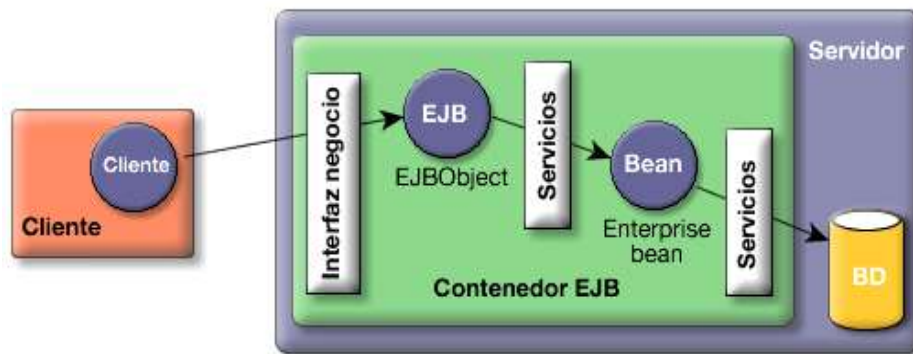 Servidor
Cliente
Cliente
Interfaz negocio
EJB
EJBObject
Servicios
Bean
Enterprise
bean
Servicios
BD
Contenedor EJB